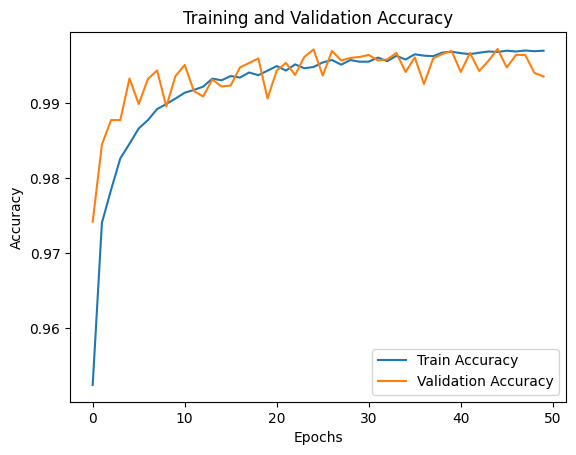 Training and Validation Accuracy
Accuracy
0.99
0.98
0.97
0.96
0 10 20 30 40 50
Epochs
Train Accuracy
Validation Accuracy